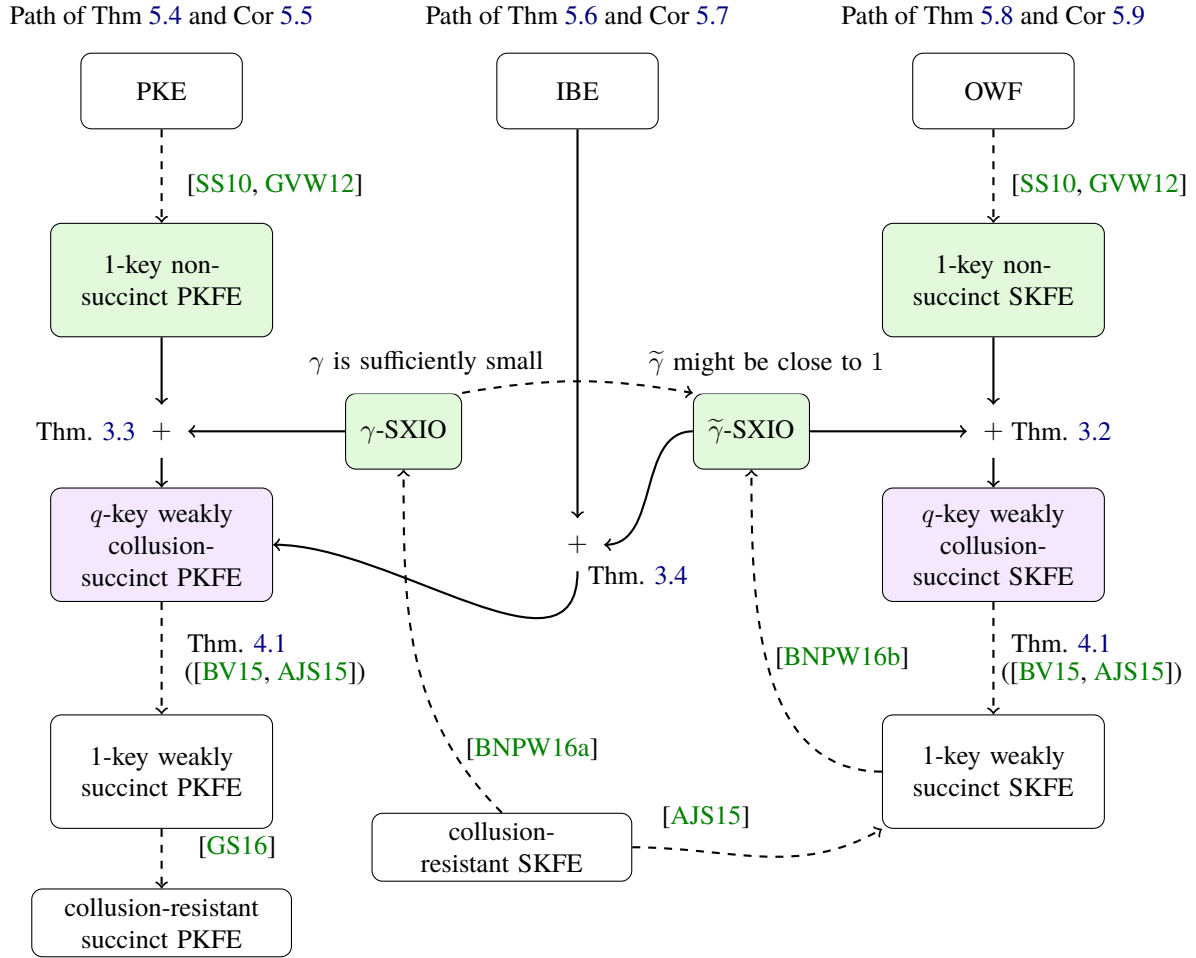 Path of Thm 5.4 and Cor 5.5
Path of Thm 5.6 and Cor 5.7
Path of Thm 5.8 and Cor 5.9
PKE
IBE
OWF
[SS10, GVW12]
[SS10, GVW12]
1-key non-
succinct PKFE
1-key non-
succinct SKFE
γ is sufficiently small
γ̃ might be close to 1
Thm. 3.3 +
γ-SXIO
γ̃-SXIO
+ Thm. 3.2
q-key weakly
collusion-
succinct PKFE
+
Thm. 3.4
q-key weakly
collusion-
succinct SKFE
Thm. 4.1
([BV15, AJS15])
[BNPW16b]
Thm. 4.1
([BV15, AJS15])
1-key weakly
succinct PKFE
[BNPW16a]
1-key weakly
succinct SKFE
[GS16]
collusion-
resistant SKFE
[AJS15]
collusion-resistant
succinct PKFE